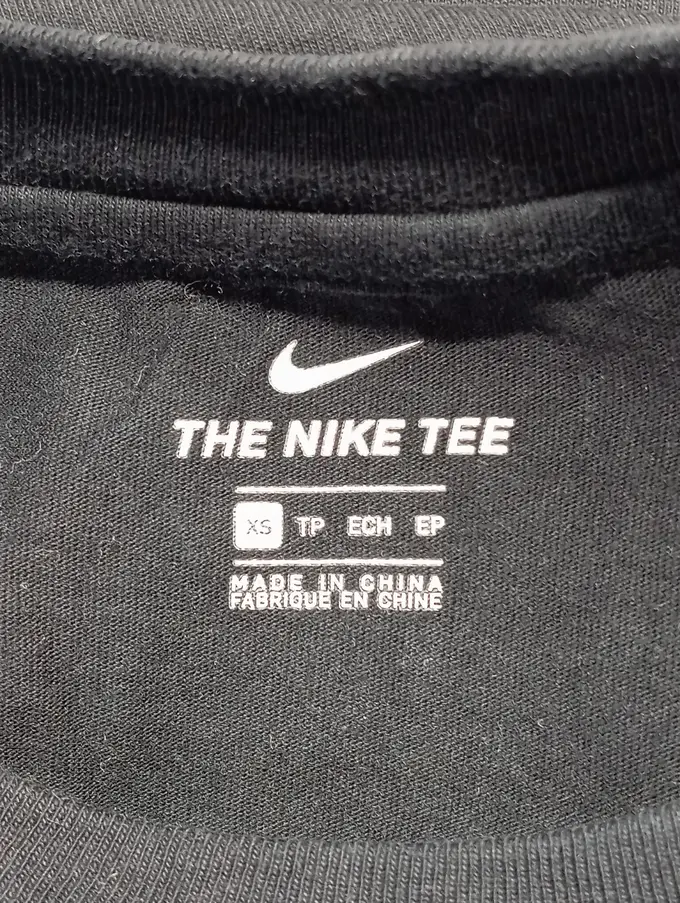 THE NIKE TEE
XS TP ECH EP
MADE IN CHINA
FABRIQUE EN CHINE